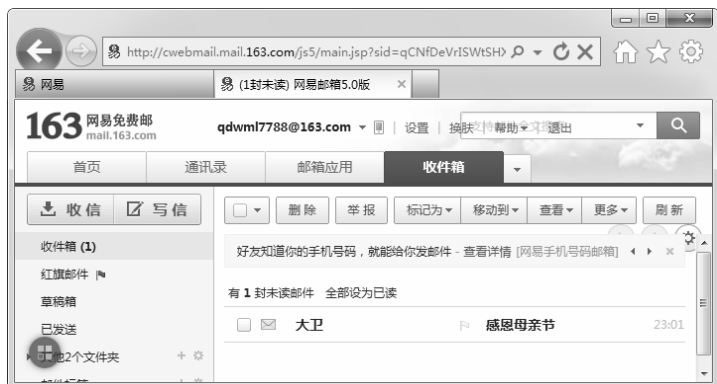 http://cwebmail.mail.163.com/js5/main.jsp?sid=qCNfDeVrISWtSH
网易
(1封未读) 网易邮箱5.0版
163 网易免费邮
mail.163.com
qdwml7788@163.com 设置 换肤 帮助 退出
首页 通讯录 邮箱应用 收件箱
收信 写信
删除 举报 标记为 移动到 查看 更多 刷新
收件箱 (1)
好友知道你的手机号码，就能给你发邮件 - 查看详情 [网易手机号码邮箱]
红旗邮件
有 1 封未读邮件 全部设为已读
草稿箱
已发送
大卫 感恩母亲节 23:01
其他2个文件夹